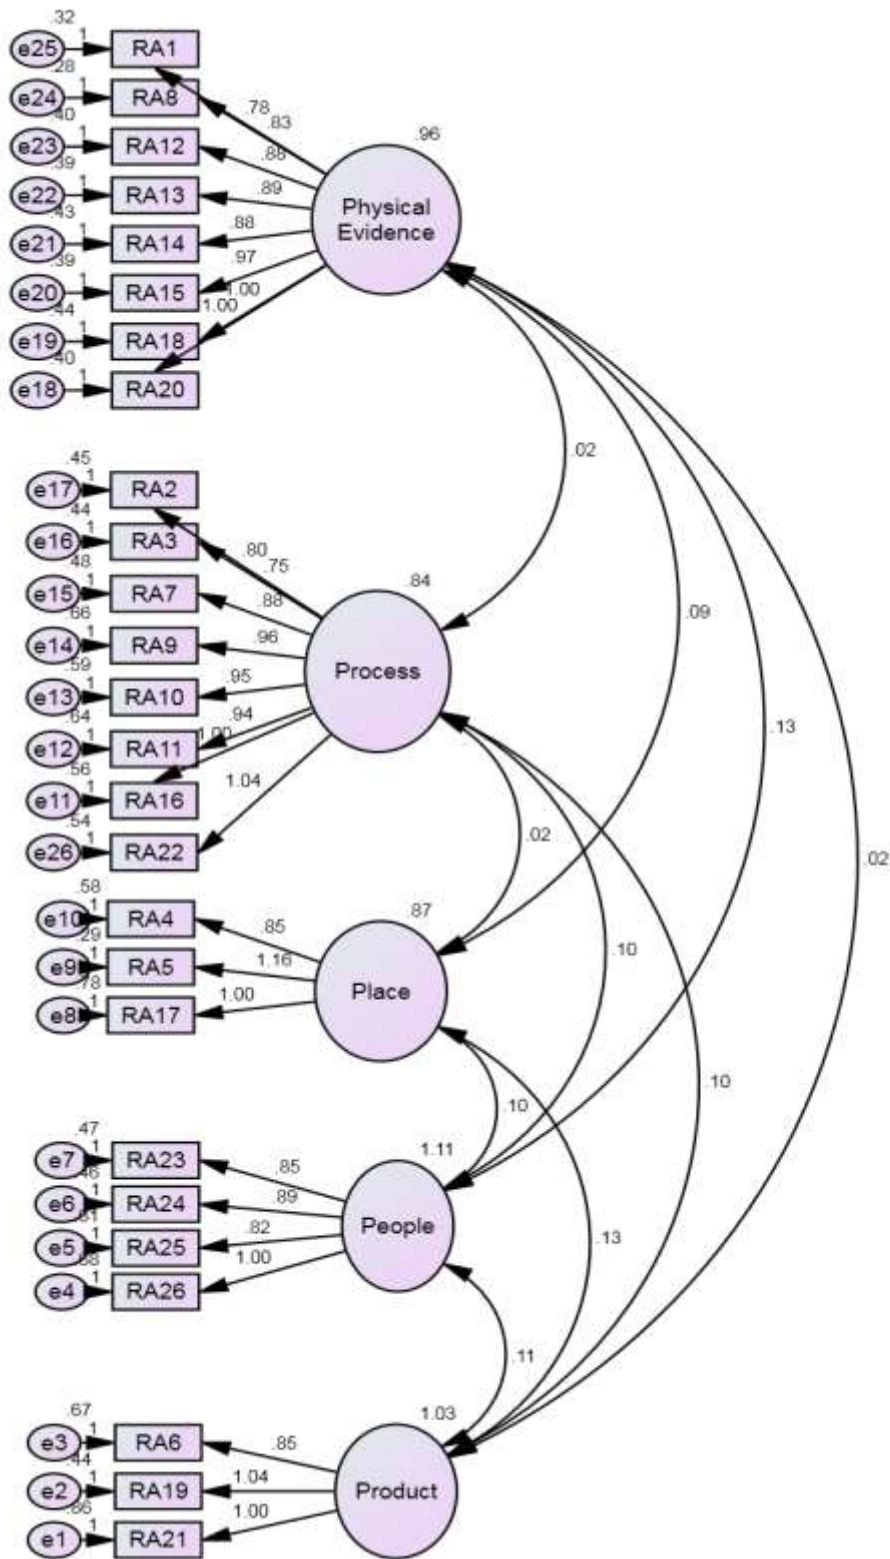 .32
e25 1 RA1
.28
e24 1 RA8
.40
e23 1 RA12
.39
e22 1 RA13
.43
e21 1 RA14
.39
e20 1 RA15
.44
e19 1 RA18
.40
e18 1 RA20
.78
.83
.88
.89
.88
.97
1.00
1.00
.96
Physical
Evidence
.02
.09
.13
.02
.45
e17 1 RA2
.44
e16 1 RA3
.48
e15 1 RA7
.66
e14 1 RA9
.59
e13 1 RA10
.64
e12 1 RA11
.56
e11 1 RA16
.54
e26 1 RA22
.80
.75
.88
.96
.95
.94
1.00
1.04
.84
Process
.02
.10
.10
.58
e10 1 RA4
.29
e9 1 RA5
.78
e8 1 RA17
.85
1.16
1.00
.87
Place
.10
.13
.47
e7 1 RA23
.46
e6 1 RA24
e5 1 RA25
e4 1 RA26
.85
.89
.82
1.00
1.11
People
.11
.67
e3 1 RA6
.44
e2 1 RA19
.86
e1 1 RA21
.85
1.04
1.00
1.03
Product